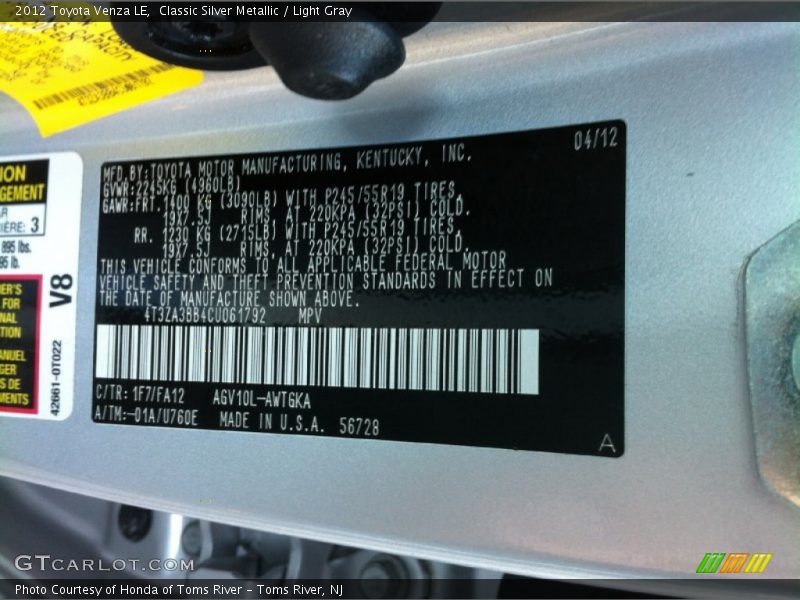 2012 Toyota Venza LE,  Classic Silver Metallic / Light Gray
04/12
MFD.BY:TOYOTA MOTOR MANUFACTURING, KENTUCKY, INC.
GVWR:2245KG (4960LB)
GAWR:FRT.1400 KG (3090LB) WITH P245/55R19 TIRES,
19X7.5J RIMS, AT 220KPA (32PSI) COLD.
RR. 1230 KG (2715LB) WITH P245/55R19 TIRES,
19X7.5J RIMS, AT 220KPA (32PSI) COLD.
THIS VEHICLE CONFORMS TO ALL APPLICABLE FEDERAL MOTOR
VEHICLE SAFETY AND THEFT PREVENTION STANDARDS IN EFFECT ON
THE DATE OF MANUFACTURE SHOWN ABOVE.
4T3ZA3BB4CU061792 MPV
C/TR: 1F7/FA12 AGV10L-AWTGKA
A/TM:-01A/U760E MADE IN U.S.A. 56728
A
V8
42661-0T022
3
895 lbs.
GTcarlot.com
Photo Courtesy of Honda of Toms River – Toms River, NJ